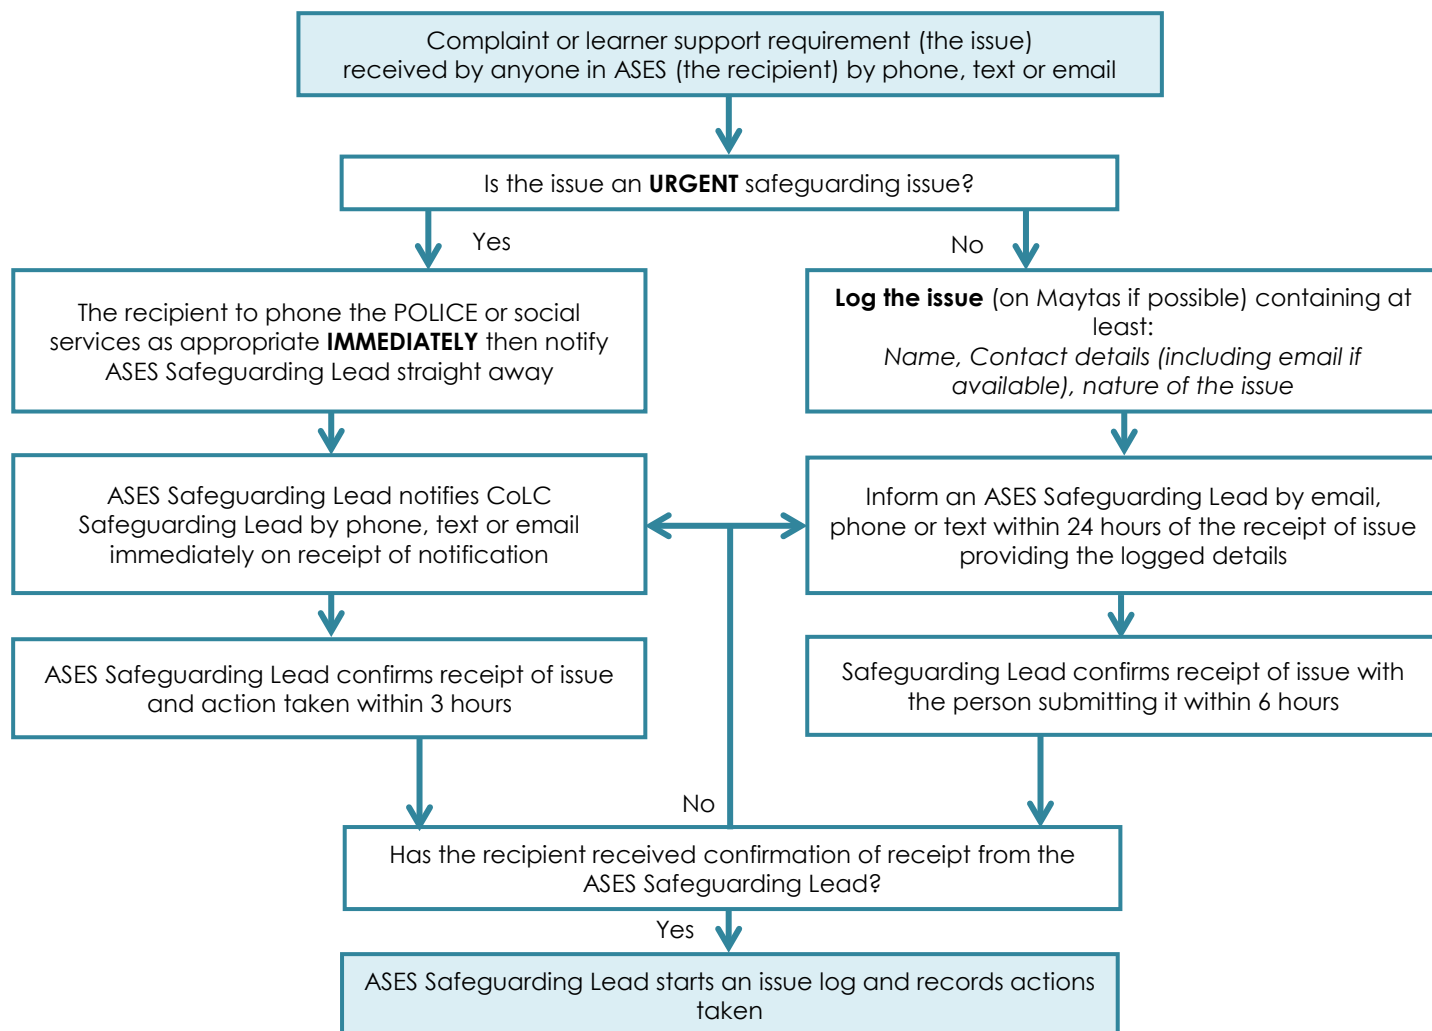 Complaint or learner support requirement (the issue)
received by anyone in ASES (the recipient) by phone, text or email
Is the issue an URGENT safeguarding issue?
Yes
No
The recipient to phone the POLICE or social
services as appropriate IMMEDIATELY then notify
ASES Safeguarding Lead straight away
Log the issue (on Maytas if possible) containing at
least:
Name, Contact details (including email if
available), nature of the issue
ASES Safeguarding Lead notifies CoLC
Safeguarding Lead by phone, text or email
immediately on receipt of notification
Inform an ASES Safeguarding Lead by email,
phone or text within 24 hours of the receipt of issue
providing the logged details
ASES Safeguarding Lead confirms receipt of issue
and action taken within 3 hours
Safeguarding Lead confirms receipt of issue with
the person submitting it within 6 hours
No
Has the recipient received confirmation of receipt from the
ASES Safeguarding Lead?
Yes
ASES Safeguarding Lead starts an issue log and records actions
taken